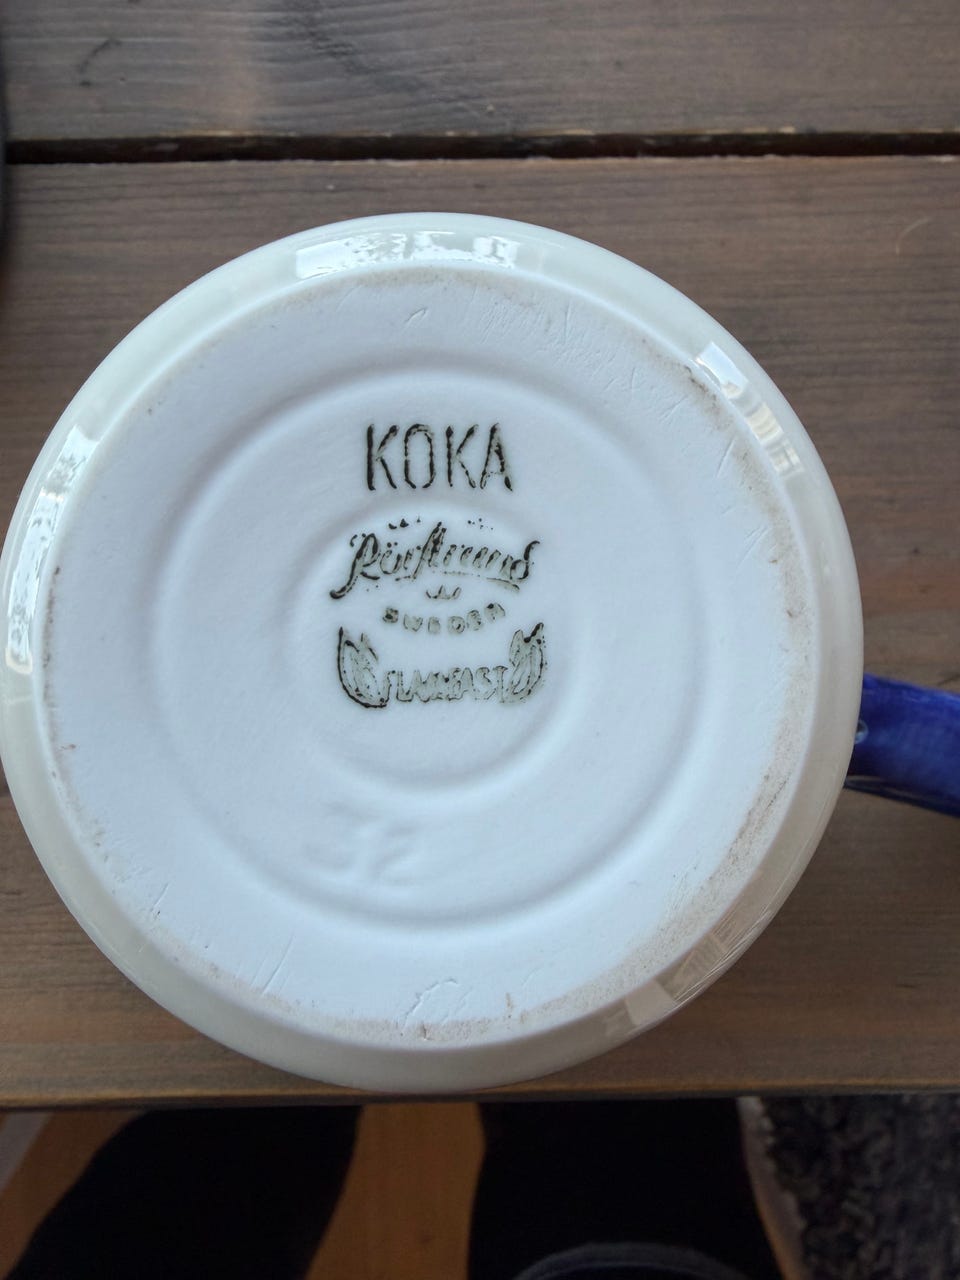 KOKA
Rörstrand
SWEDEN
FLAMFAST
32